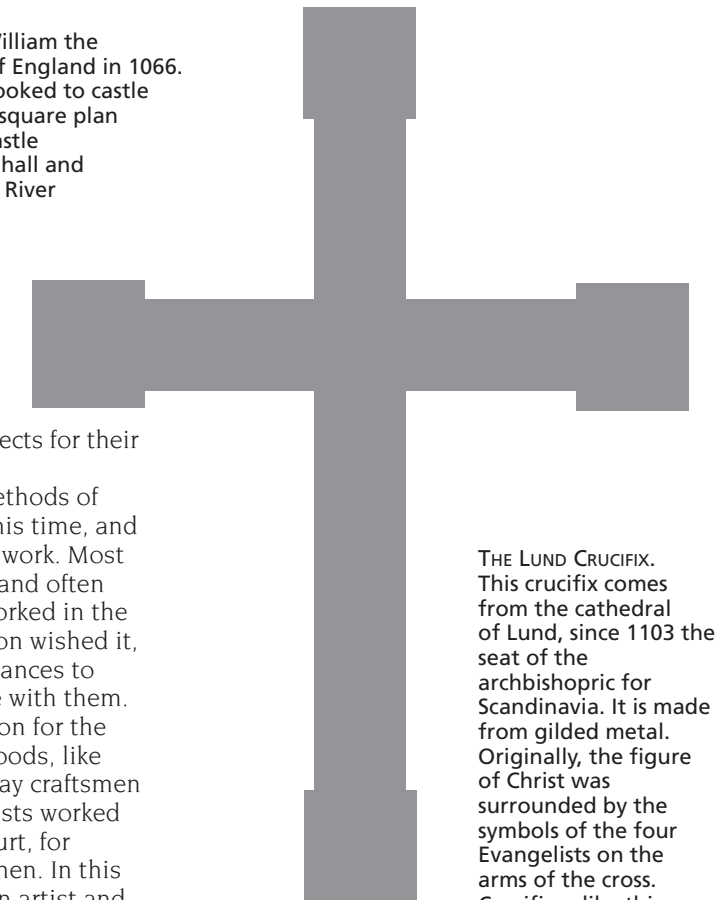 f England in 1066.
ooked to castle
square plan
stle
hall and
River
ects for their
ethods of
his time, and
work. Most
and often
orked in the
on wished it,
ances to
e with them.
on for the
oods, like
ay craftsmen
sts worked
urt, for
men. In this
n artist and
THE LUND CRUCIFIX.
This crucifix comes
from the cathedral
of Lund, since 1103 the
seat of the
archbishopric for
Scandinavia. It is made
from gilded metal.
Originally, the figure
of Christ was
surrounded by the
symbols of the four
Evangelists on the
arms of the cross.